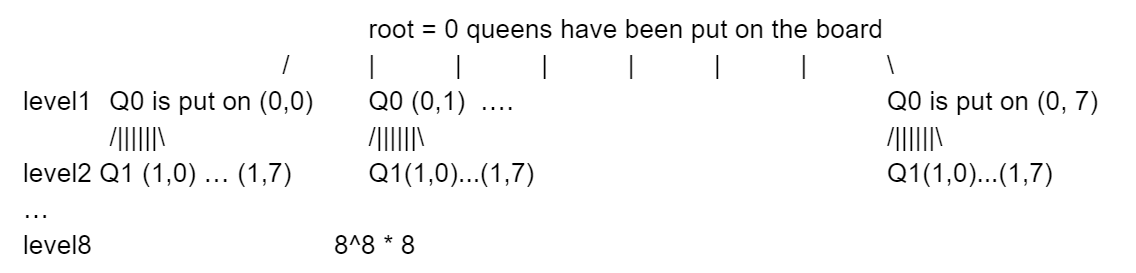 root = 0 queens have been put on the board
/ | | | | | | \
level1 Q0 is put on (0,0) Q0 (0,1) …. Q0 is put on (0, 7)
/||||||\ /||||||\ /||||||\
level2 Q1 (1,0) … (1,7) Q1(1,0)...(1,7) Q1(1,0)...(1,7)
…
level8 8^8 * 8